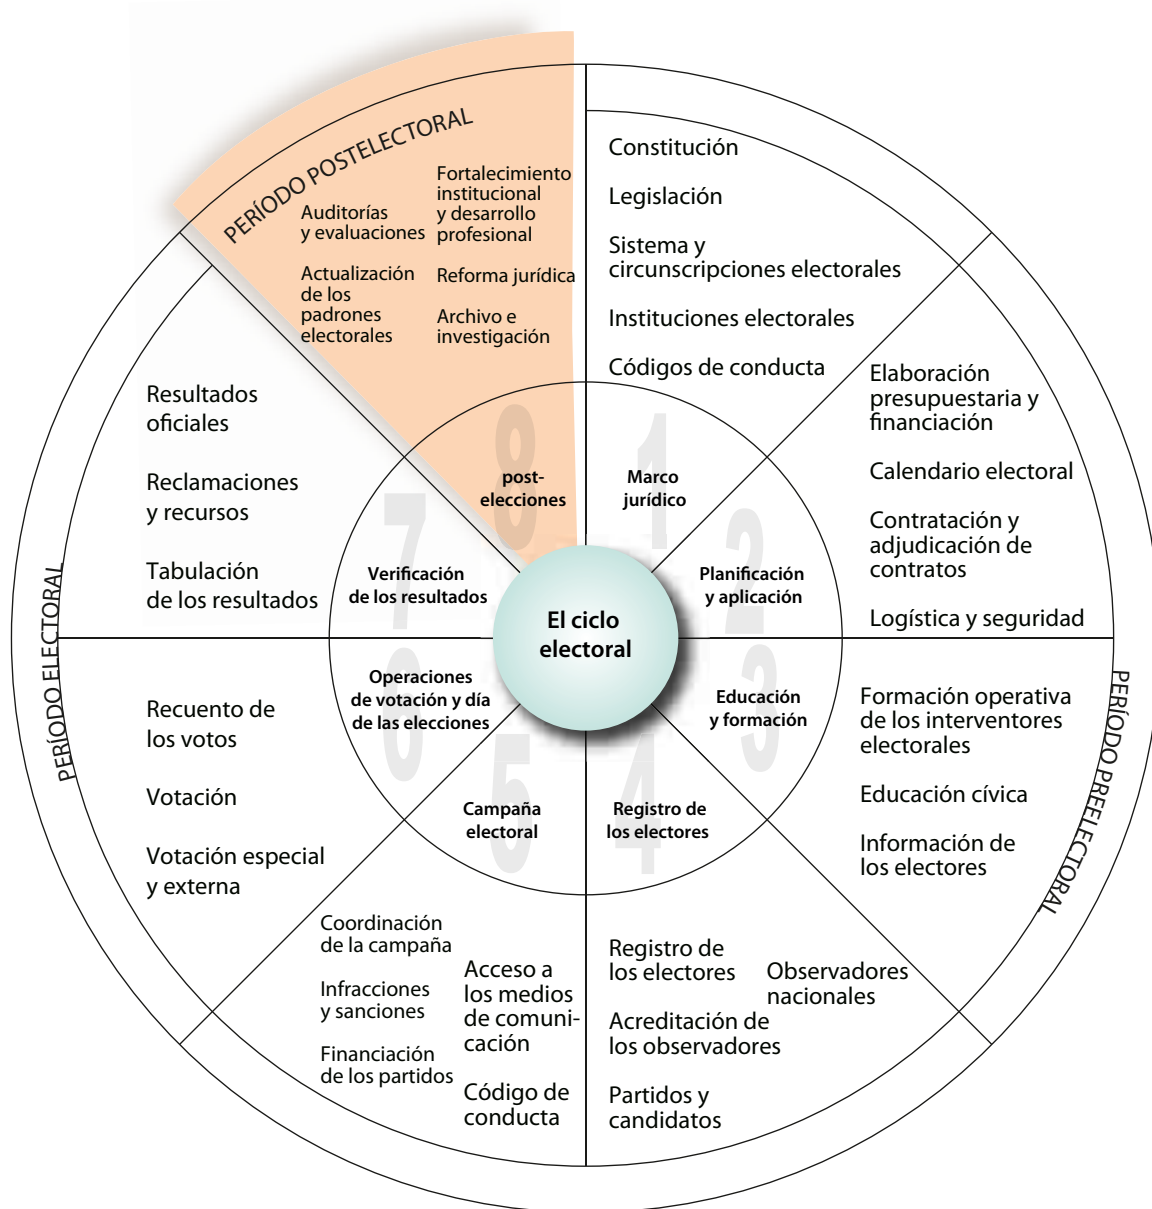 El ciclo
electoral
PERÍODO PREELECTORAL
1
Marco
jurídico
Constitución
Legislación
Sistema y
circunscripciones electorales
Instituciones electorales
Códigos de conducta
2
Planificación
y aplicación
Elaboración
presupuestaria y
financiación
Calendario electoral
Contratación y
adjudicación de
contratos
Logística y seguridad
3
Educación
y formación
Formación operativa
de los interventores
electorales
Educación cívica
Información de
los electores
4
Registro de
los electores
Registro de
los electores
Observadores
nacionales
Acreditación de
los observadores
Partidos y
candidatos
PERÍODO ELECTORAL
5
Campaña
electoral
Coordinación
de la campaña
Infracciones
y sanciones
Financiación
de los partidos
Acceso a
los medios
de comuni-
cación
Código de
conducta
6
Operaciones
de votación y día
de las elecciones
Recuento de
los votos
Votación
Votación especial
y externa
7
Verificación
de los resultados
Resultados
oficiales
Reclamaciones
y recursos
Tabulación
de los resultados
PERÍODO POSTELECTORAL
8
post-
elecciones
Auditorías
y evaluaciones
Actualización
de los
padrones
electorales
Fortalecimiento
institucional
y desarrollo
profesional
Reforma jurídica
Archivo e
investigación